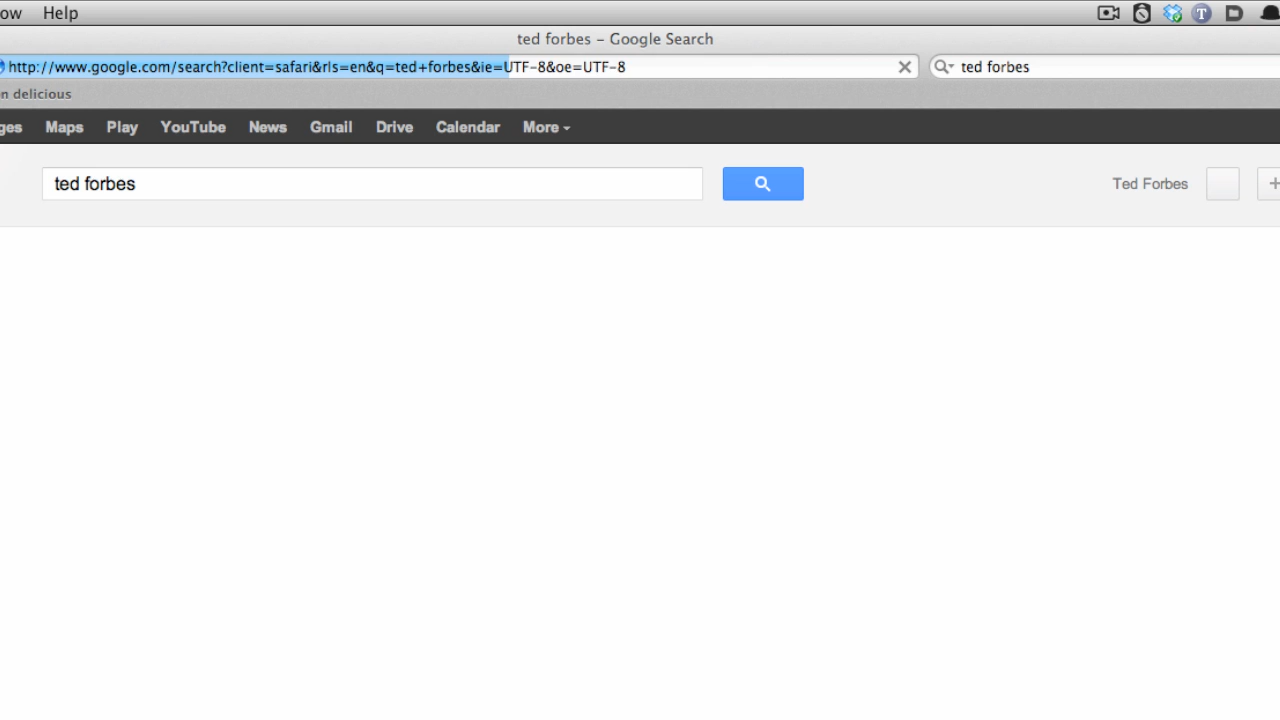 ow Help
ted forbes – Google Search
http://www.google.com/search?client=safari&rls=en&q=ted+forbes&ie=UTF-8&oe=UTF-8 ted forbes
n delicious
ges Maps Play YouTube News Gmail Drive Calendar More
ted forbes Ted Forbes